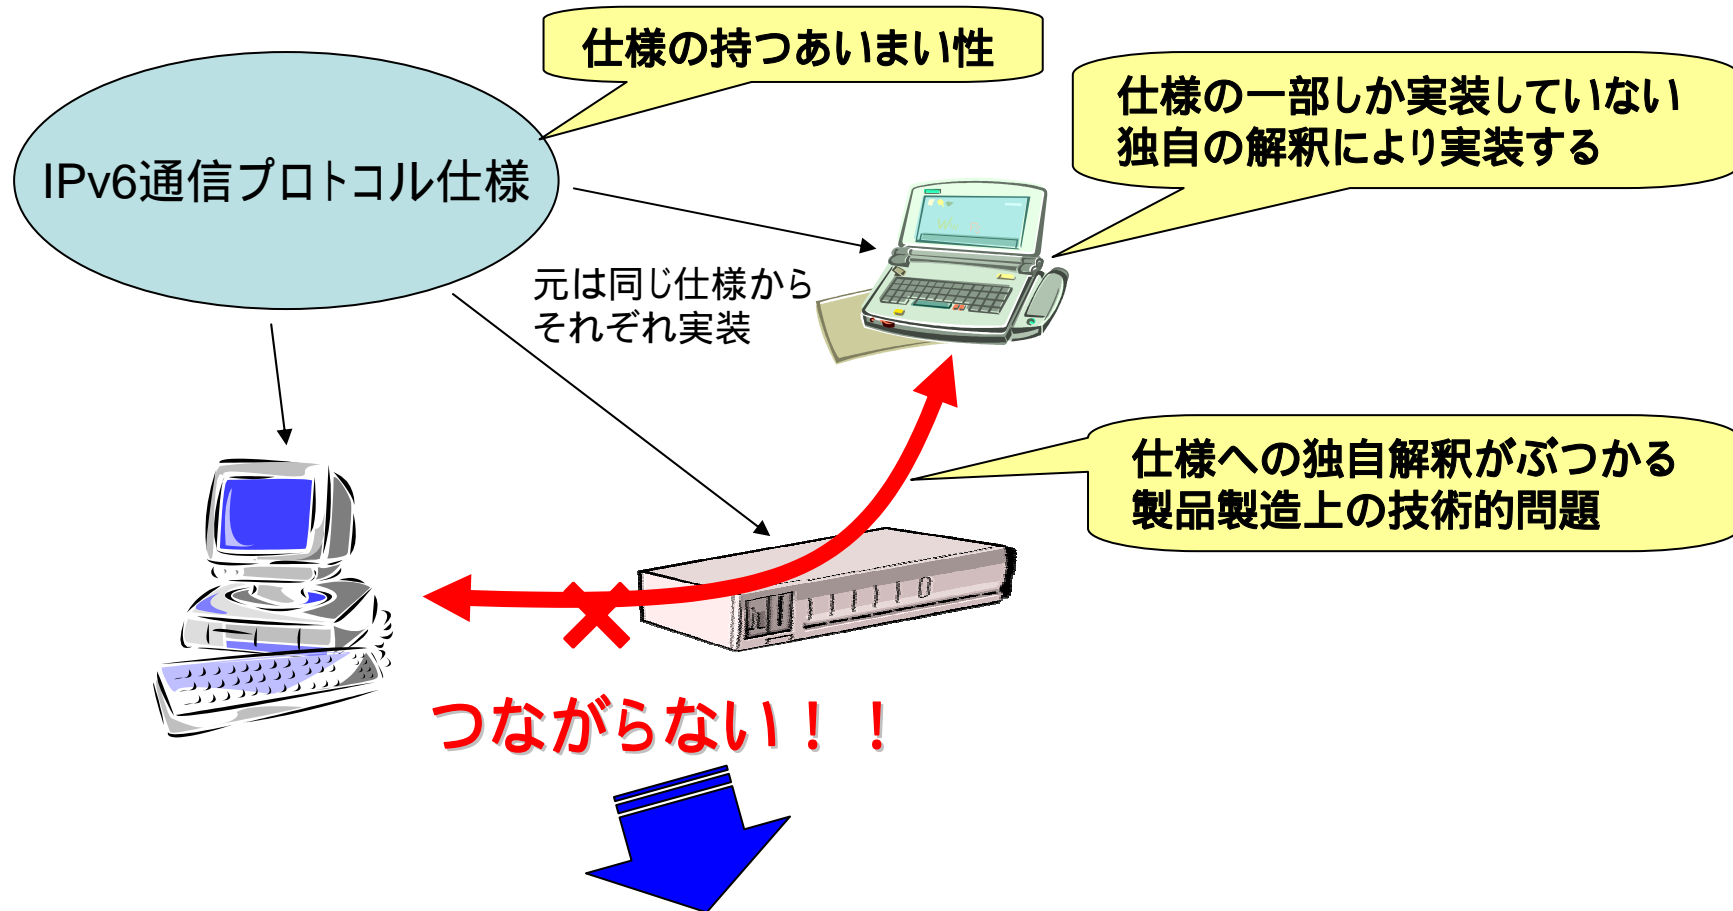 仕様の持つあいまい性
仕様の一部しか実装していない
独自の解釈により実装する
IPv6通信プロトコル仕様
元は同じ仕様から
それぞれ実装
仕様への独自解釈がぶつかる
製品製造上の技術的問題
つながらない！！